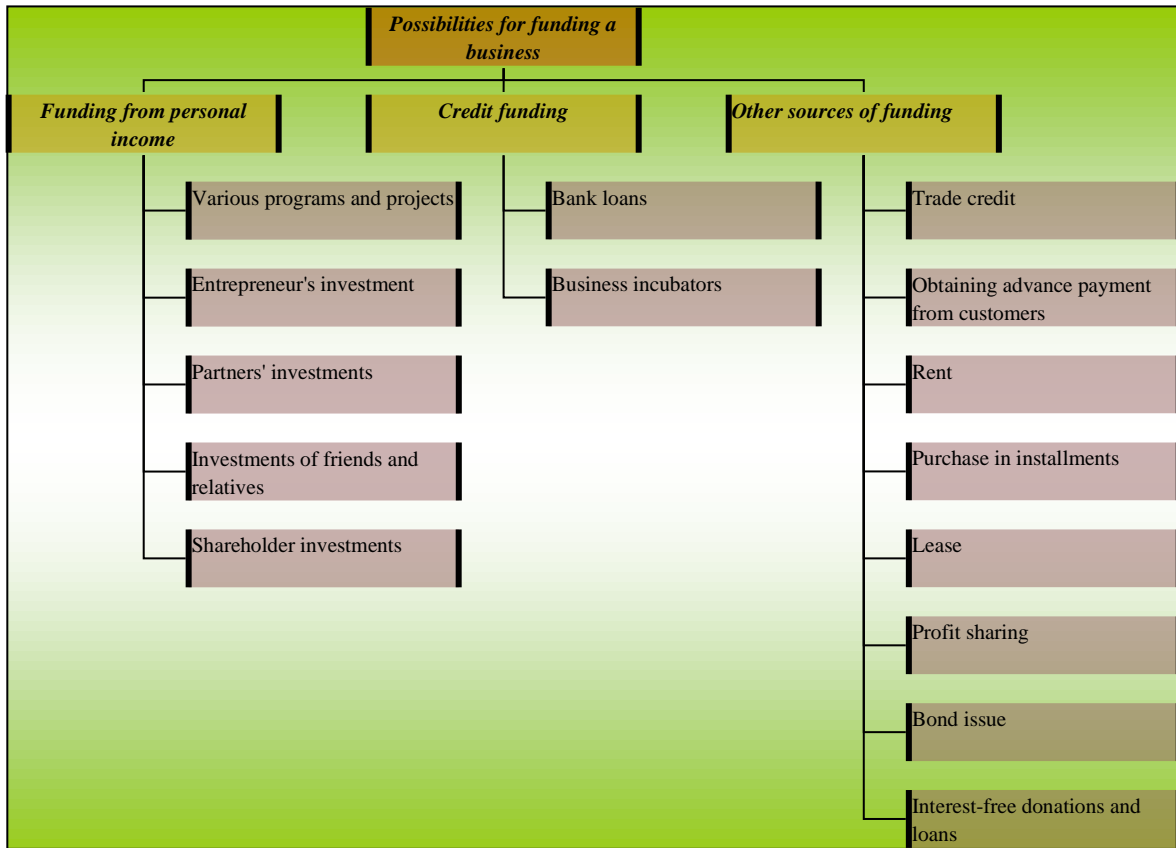 Possibilities for funding a
business
Funding from personal
income
Credit funding
Other sources of funding
Various programs and projects
Entrepreneur's investment
Partners' investments
Investments of friends and
relatives
Shareholder investments
Bank loans
Business incubators
Trade credit
Obtaining advance payment
from customers
Rent
Purchase in installments
Lease
Profit sharing
Bond issue
Interest-free donations and
loans